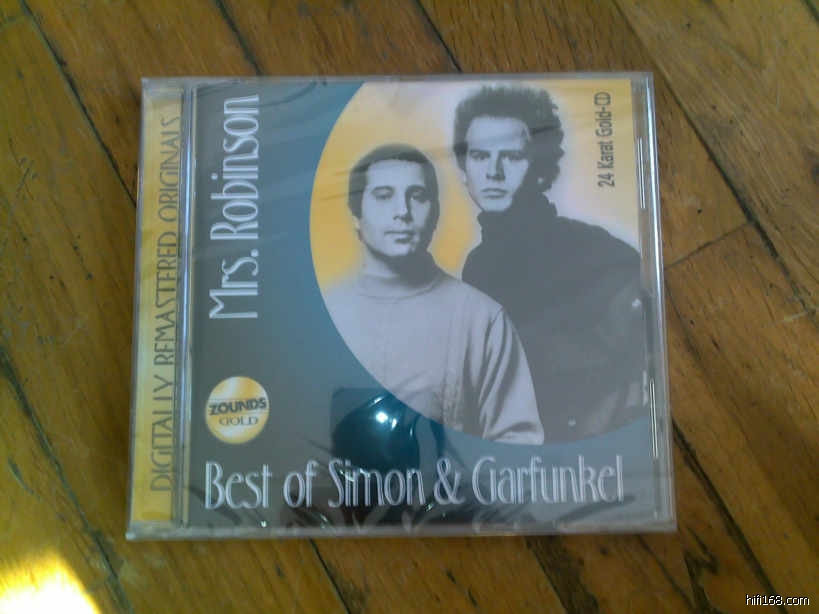 DIGITALLY REMASTERED ORIGINALS
Mrs. Robinson
24 Karat Gold-CD
ZOUNDS
GOLD
Best of Simon & Garfunkel
hifi168.com